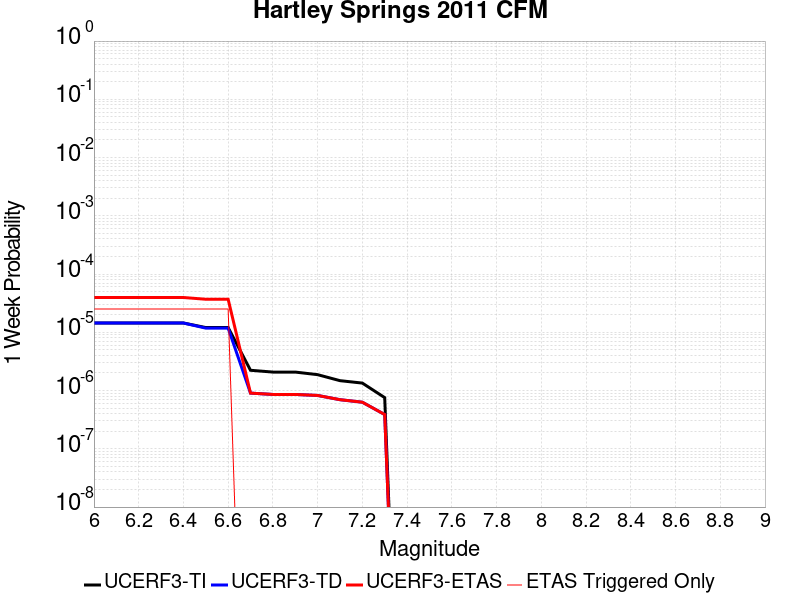 Hartley Springs 2011 CFM
10^0
10^-1
10^-2
10^-3
10^-4
10^-5
10^-6
10^-7
10^-8
1 Week Probability
6 6.2 6.4 6.6 6.8 7 7.2 7.4 7.6 7.8 8 8.2 8.4 8.6 8.8 9
Magnitude
UCERF3-TI UCERF3-TD UCERF3-ETAS ETAS Triggered Only